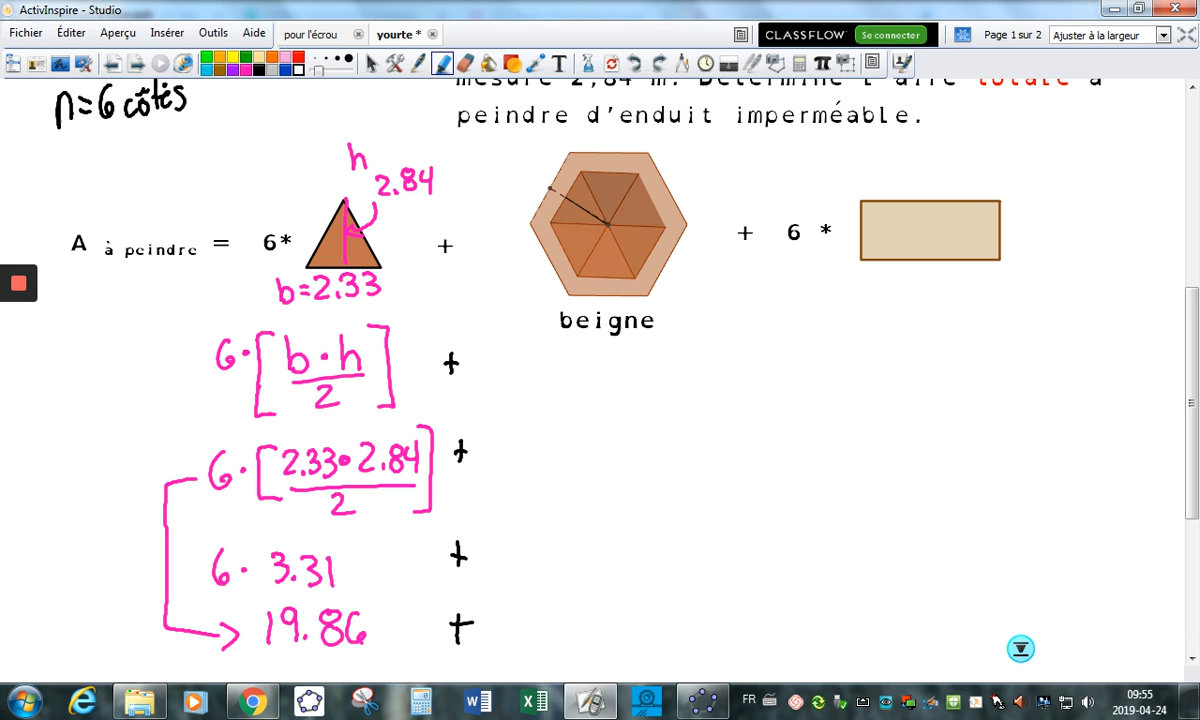 ActivInspire - Studio
Fichier Éditer Aperçu Insérer Outils Aide
pour l'écrou
yourte *
CLASSFLOW
Se connecter
Page 1 sur 2
Ajuster à la largeur
n=6 côtés
peindre d'enduit imperméable.
h
2.84
A à peindre = 6* + + 6 *
b=2.33
beigne
6·[b·h/2] +
6·[2.33·2.84/2] +
6· 3.31 +
19.86 +
FR
09:55
2019-04-24